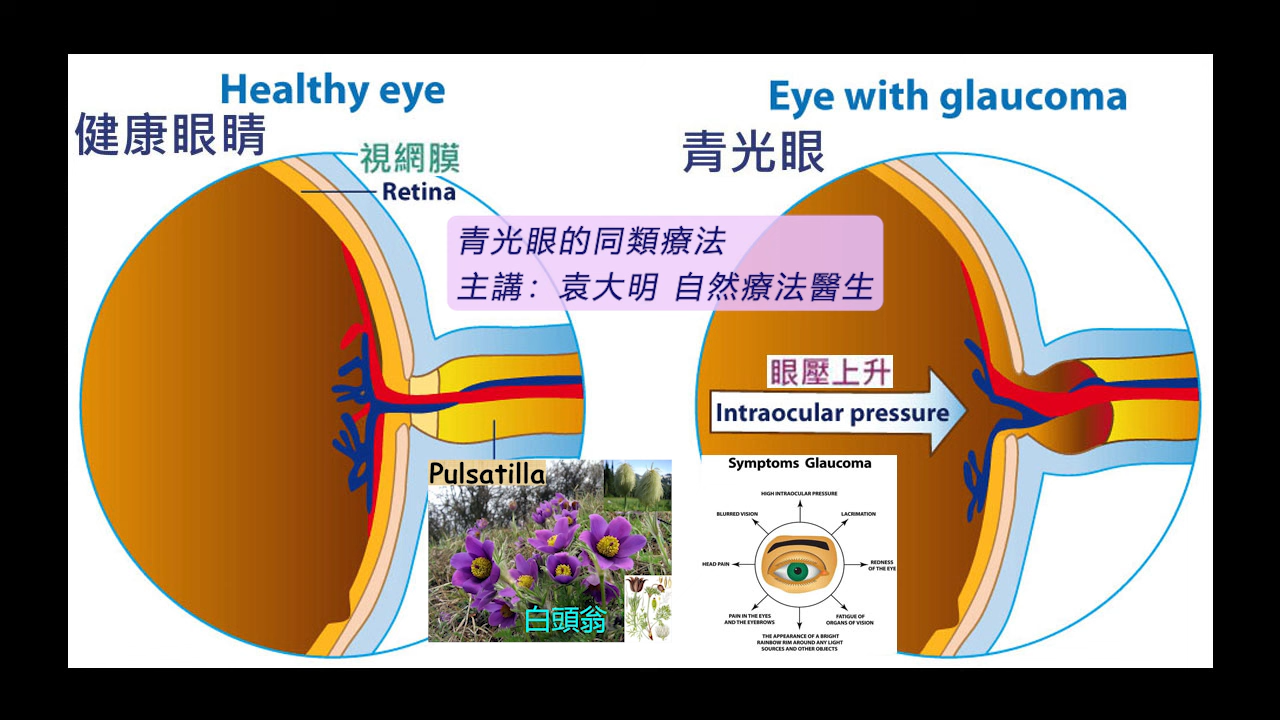 Healthy eye
健康眼睛
視網膜
Retina
Eye with glaucoma
青光眼
青光眼的同類療法
主講：袁大明 自然療法醫生
眼壓上升
Intraocular pressure
Pulsatilla
白頭翁
Symptoms Glaucoma
HIGH INTRAOCULAR PRESSURE
BLURRED VISION
LACRIMATION
HEAD PAIN
REDNESS
OF THE EYE
PAIN IN THE EYES
AND THE EYEBROWS
FATIGUE OF
ORGANS OF VISION
THE APPEARANCE OF A BRIGHT
RAINBOW RIM AROUND ANY LIGHT
SOURCES AND OTHER OBJECTS